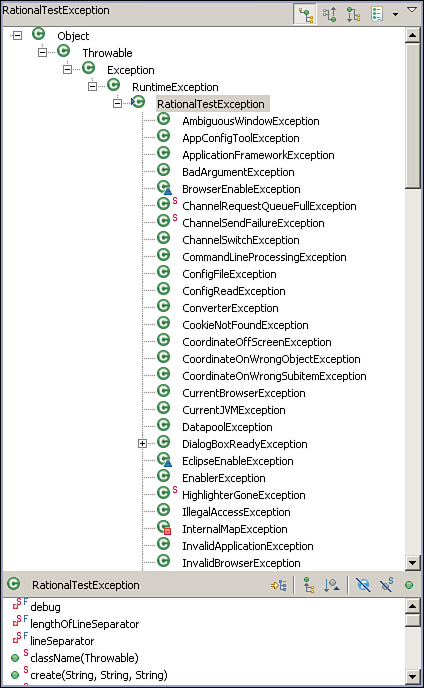 RationalTestException
Object
Throwable
Exception
RuntimeException
RationalTestException
AmbiguousWindowException
AppConfigToolException
ApplicationFrameworkException
BadArgumentException
BrowserEnableException
ChannelRequestQueueFullException
ChannelSendFailureException
ChannelSwitchException
CommandLineProcessingException
ConfigFileException
ConfigReadException
ConverterException
CookieNotFoundException
CoordinateOffScreenException
CoordinateOnWrongObjectException
CoordinateOnWrongSubitemException
CurrentBrowserException
CurrentJVMException
DatapoolException
DialogBoxReadyException
EclipseEnableException
EnablerException
HighlighterGoneException
IllegalAccessException
InternalMapException
InvalidApplicationException
InvalidBrowserException
RationalTestException
debug
lengthOfLineSeparator
lineSeparator
className(Throwable)
create(String, String, String)